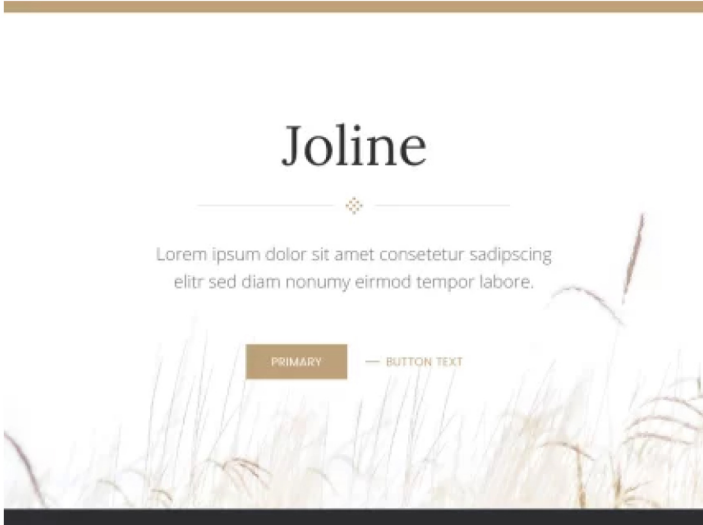 Joline
Lorem ipsum dolor sit amet consetetur sadipscing
elitr sed diam nonumy eirmod tempor labore.
PRIMARY
BUTTON TEXT